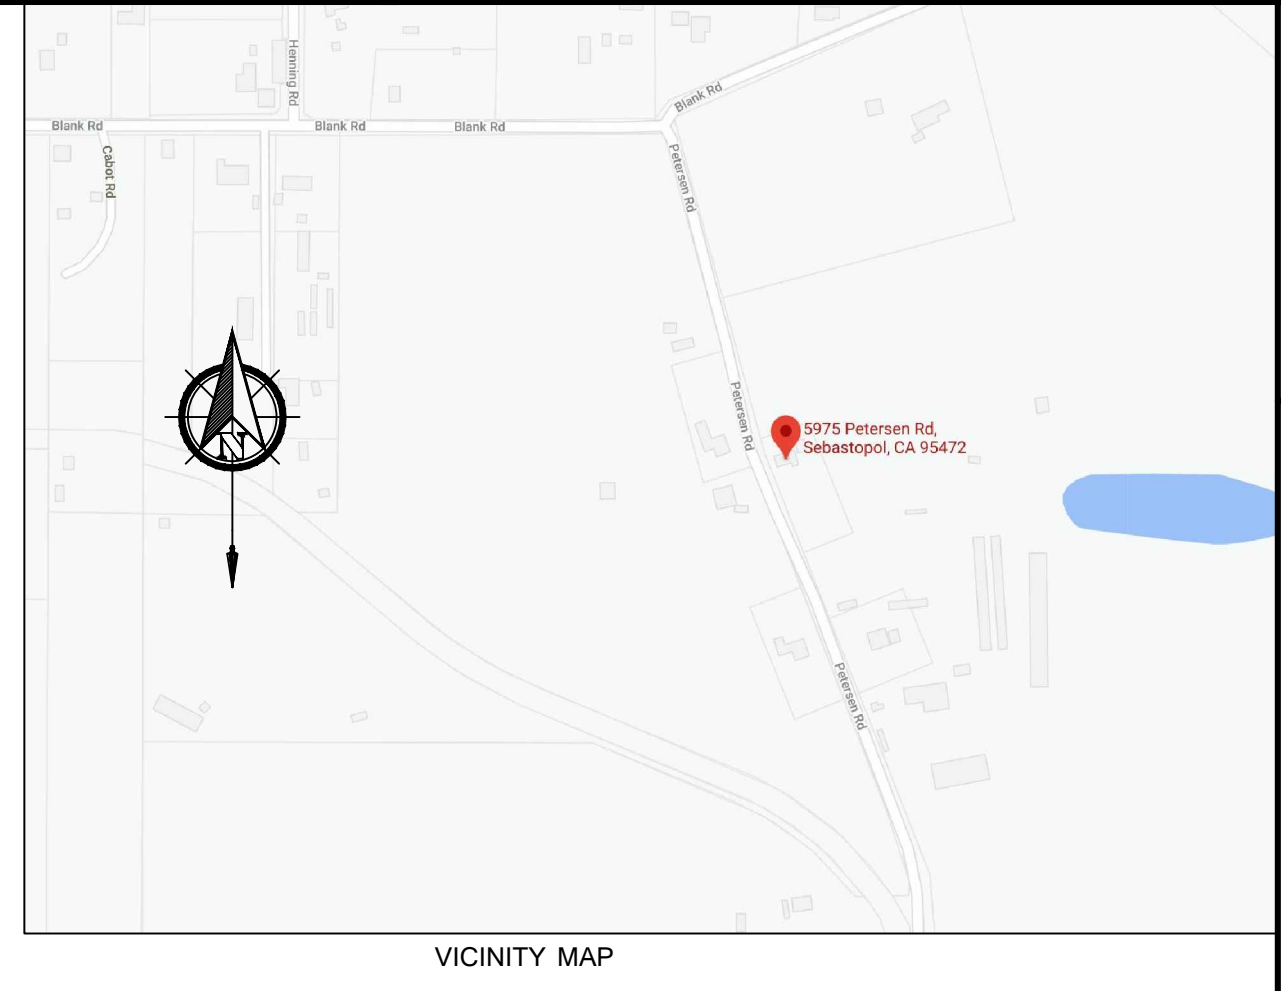 Henning Rd
Blank Rd
Blank Rd
Blank Rd
Blank Rd
Cabot Rd
Petersen Rd
Petersen Rd
5975 Petersen Rd,
Sebastopol, CA 95472
N
Petersen Rd
VICINITY MAP